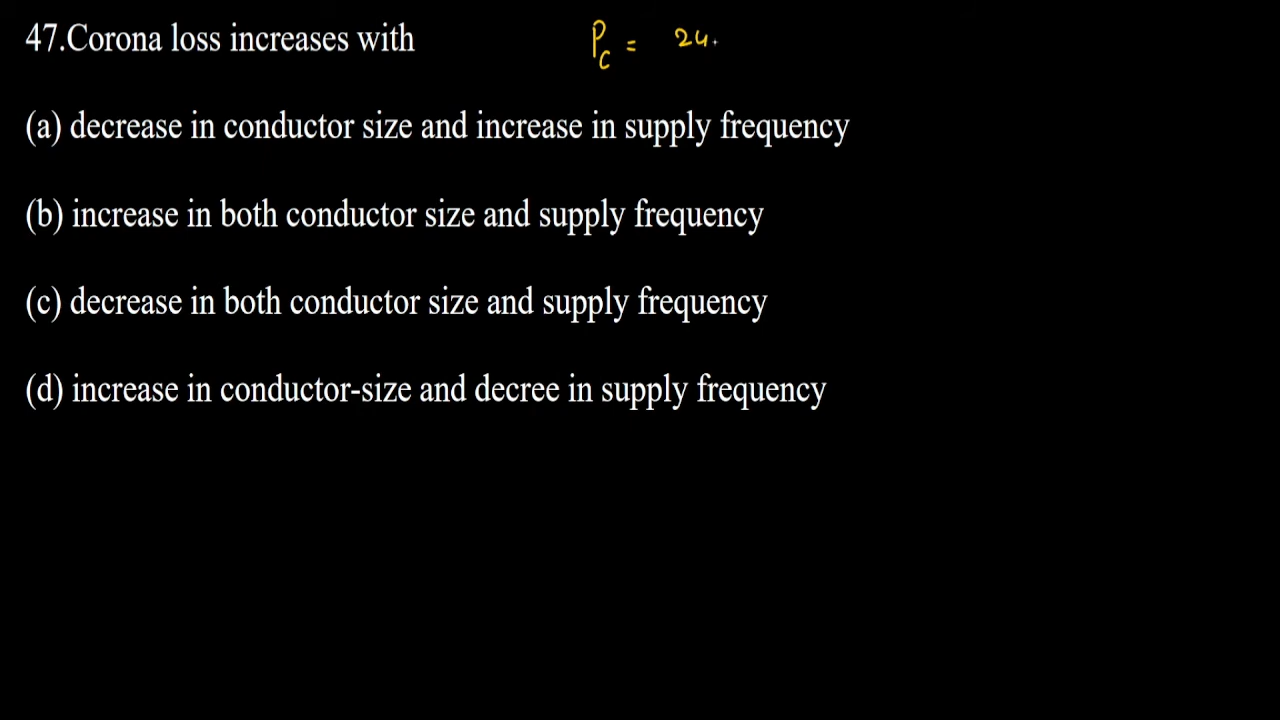 47.Corona loss increases with P_c = 24.
(a) decrease in conductor size and increase in supply frequency
(b) increase in both conductor size and supply frequency
(c) decrease in both conductor size and supply frequency
(d) increase in conductor-size and decree in supply frequency